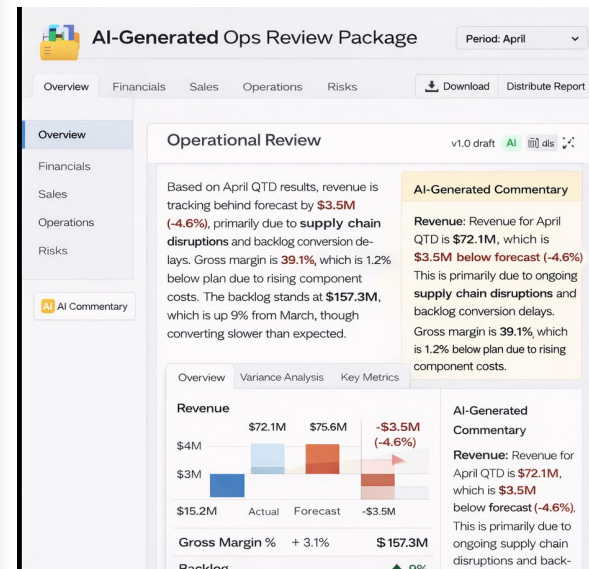 AI-Generated Ops Review Package
Period: April
Overview Financials Sales Operations Risks
Download Distribute Report
Overview
Financials
Sales
Operations
Risks
AI AI Commentary
Operational Review
v1.0 draft AI dls
Based on April QTD results, revenue is
tracking behind forecast by $3.5M
(-4.6%), primarily due to supply chain
disruptions and backlog conversion de-
lays. Gross margin is 39.1%, which is 1.2%
below plan due to rising component
costs. The backlog stands at $157.3M,
which is up 9% from March, though
converting slower than expected.
AI-Generated Commentary
Revenue: Revenue for April
QTD is $72.1M, which is
$3.5M below forecast (-4.6%)
This is primarily due to ongoing
supply chain disruptions and
backlog conversion delays.
Gross margin is 39.1%, which
is 1.2% below plan due to rising
component costs.
Overview Variance Analysis Key Metrics
Revenue
$72.1M $75.6M -$3.5M
(-4.6%)
$4M
$3M
$15.2M Actual Forecast -$3.5M
Gross Margin % + 3.1% $157.3M
Backlog 9%
AI-Generated
Commentary
Revenue: Revenue for
April QTD is $72.1M,
which is $3.5M
below forecast (-4.6%),
This is primarily due to
ongoing supply chain
disruptions and back-